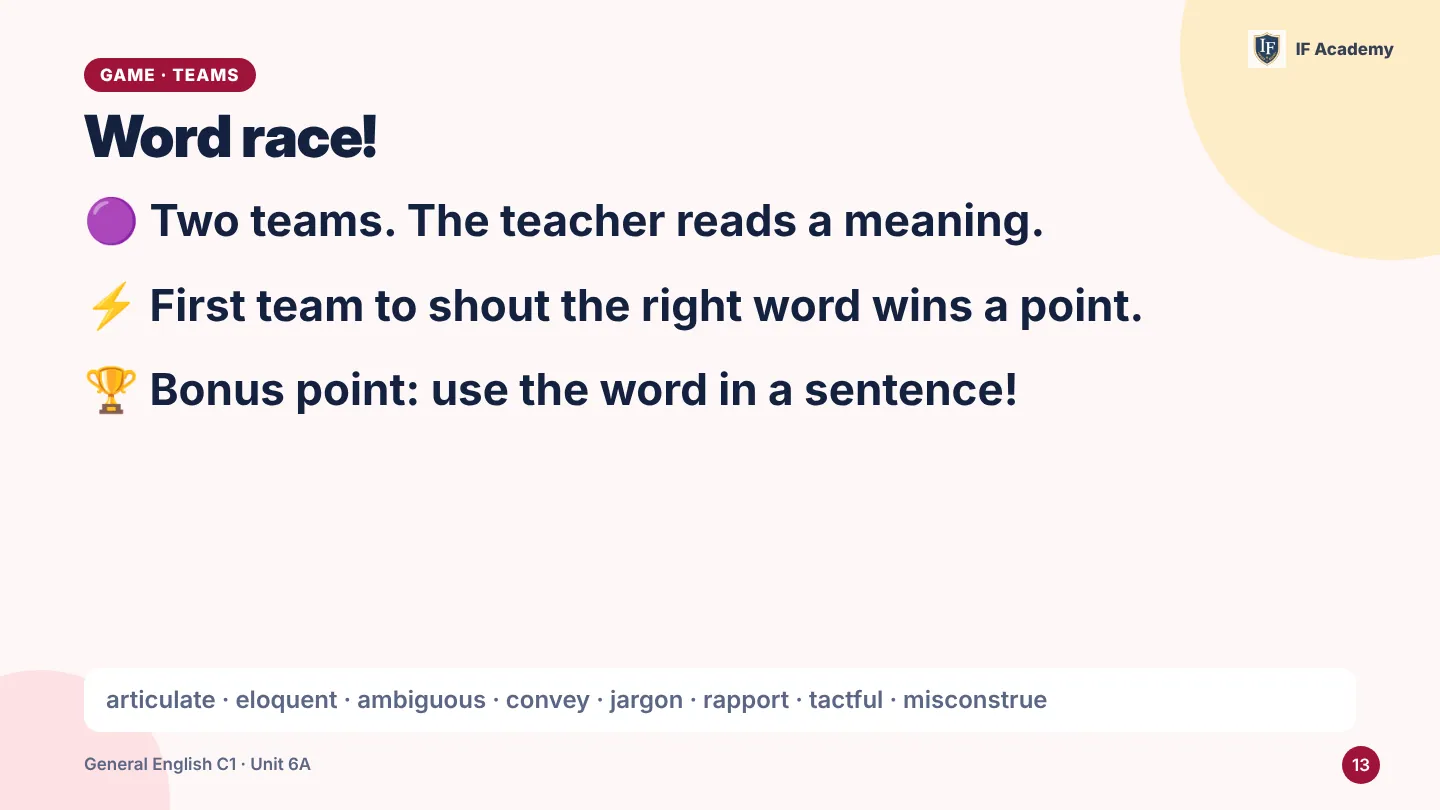 IF
IF Academy
GAME · TEAMS
Word race!
🟣 Two teams. The teacher reads a meaning.
⚡ First team to shout the right word wins a point.
🏆 Bonus point: use the word in a sentence!
articulate · eloquent · ambiguous · convey · jargon · rapport · tactful · misconstrue
General English C1 · Unit 6A
13